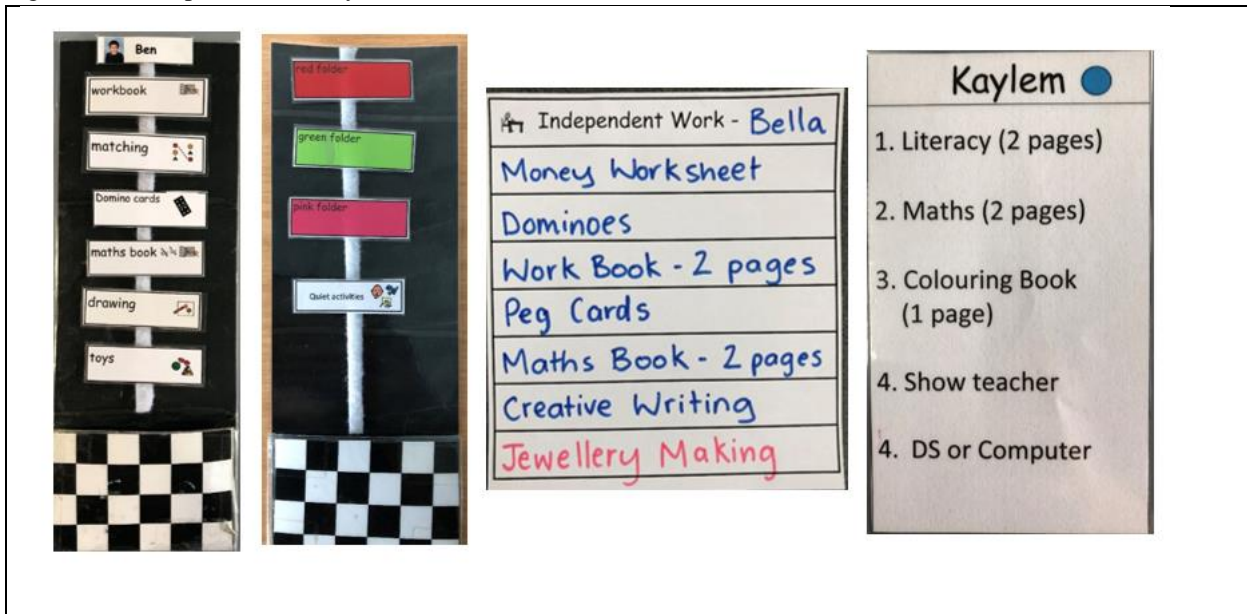 Ben
workbook
matching
Domino cards
maths book
drawing
toys
red folder
green folder
pink folder
Quiet activities
Independent Work - Bella
Money Worksheet
Dominoes
Work Book - 2 pages
Peg Cards
Maths Book - 2 pages
Creative Writing
Jewellery Making
Kaylem
1. Literacy (2 pages)
2. Maths (2 pages)
3. Colouring Book
(1 page)
4. Show teacher
4. DS or Computer